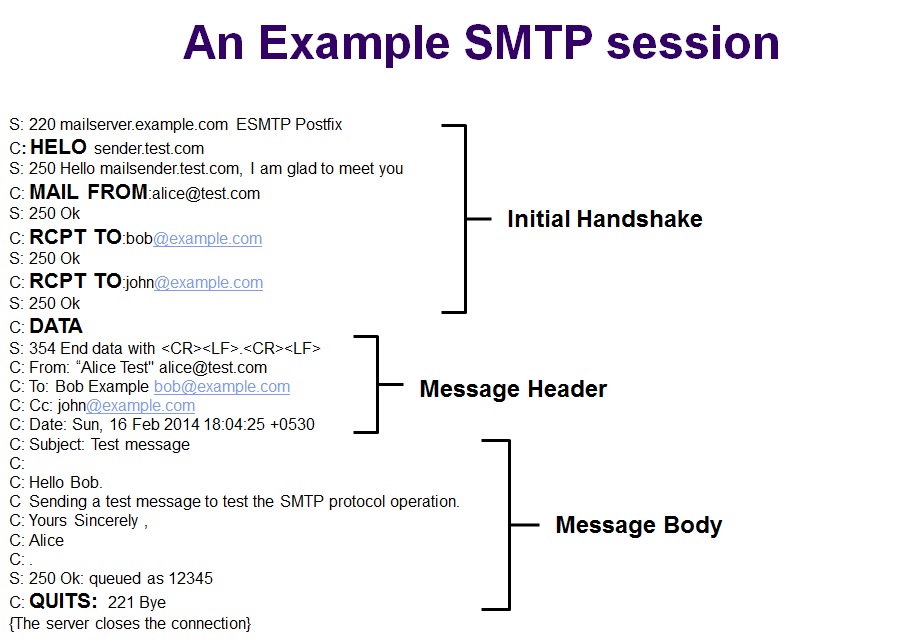 An Example SMTP session
S: 220 mailserver.example.com ESMTP Postfix
C: HELO sender.test.com
S: 250 Hello mailsender.test.com, I am glad to meet you
C: MAIL FROM:alice@test.com
S: 250 Ok
C: RCPT TO:bob@example.com
S: 250 Ok
C: RCPT TO:john@example.com
S: 250 Ok
C: DATA
Initial Handshake
S: 354 End data with <CR><LF>.<CR><LF>
C: From: “Alice Test" alice@test.com
C: To: Bob Example bob@example.com
C: Cc: john@example.com
C: Date: Sun, 16 Feb 2014 18:04:25 +0530
Message Header
C: Subject: Test message
C:
C: Hello Bob.
C Sending a test message to test the SMTP protocol operation.
C: Yours Sincerely ,
C: Alice
C: .
S: 250 Ok: queued as 12345
C: QUITS: 221 Bye
{The server closes the connection}
Message Body